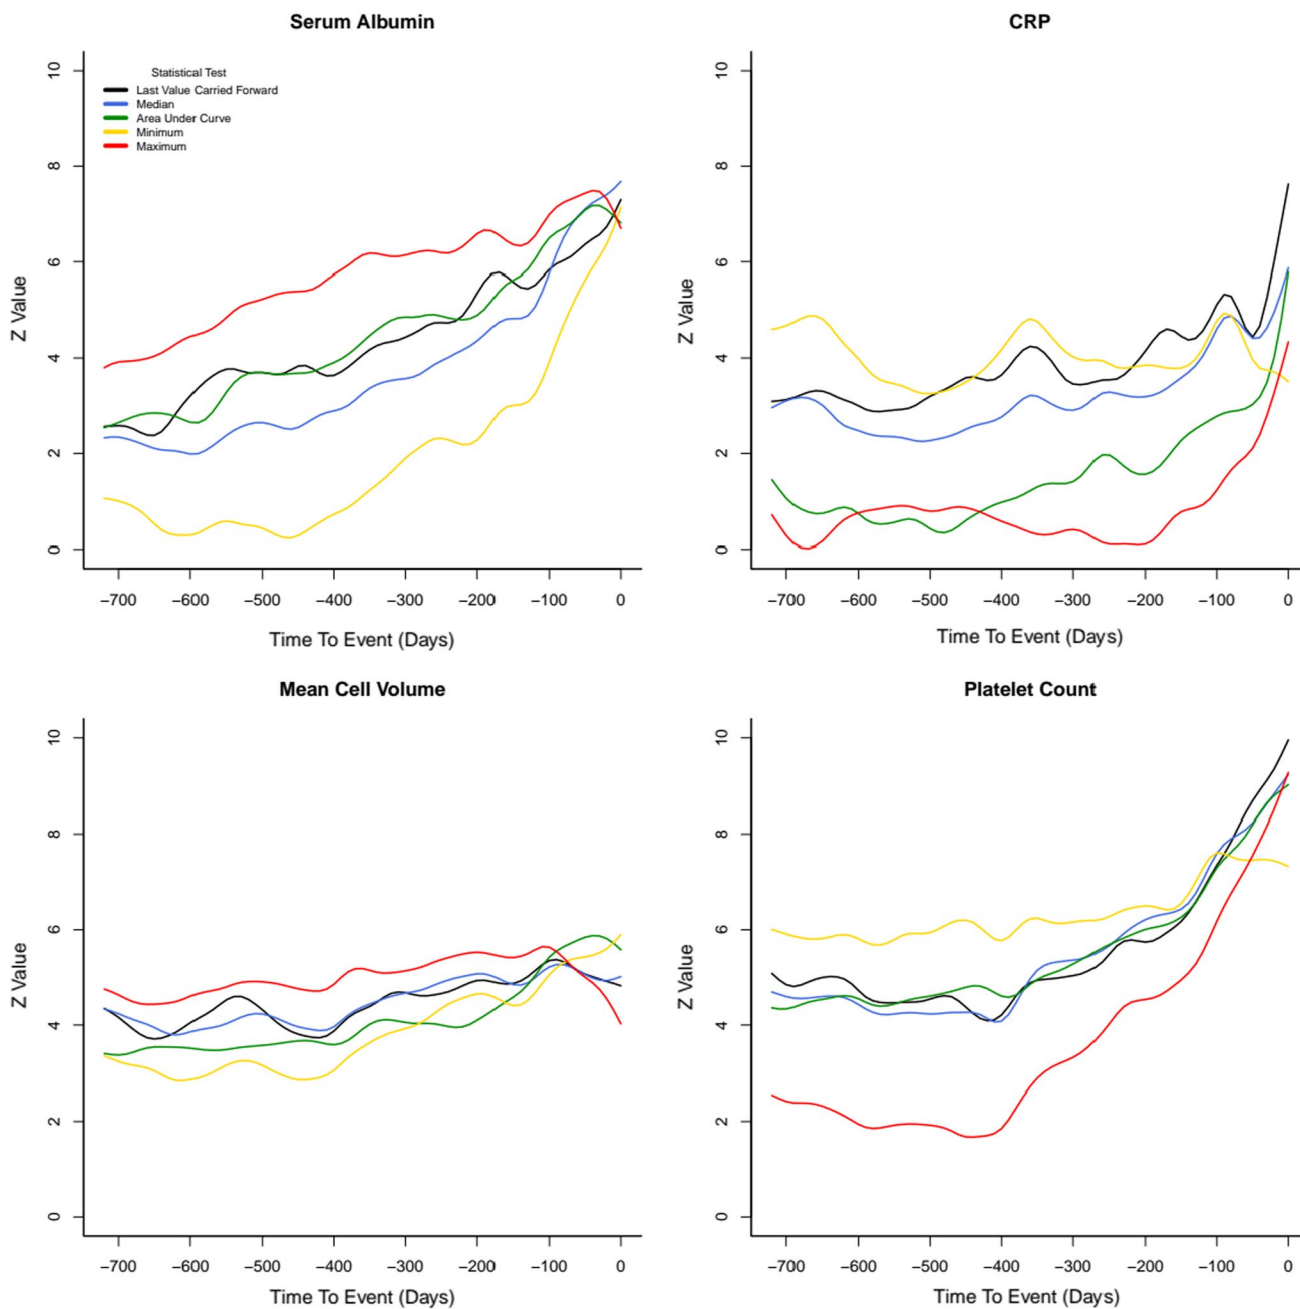 Serum Albumin
Z Value
10
8
6
4
2
0
Statistical Test
Last Value Carried Forward
Median
Area Under Curve
Minimum
Maximum
−700 −600 −500 −400 −300 −200 −100 0
Time To Event (Days)
CRP
Z Value
10
8
6
4
2
0
−700 −600 −500 −400 −300 −200 −100 0
Time To Event (Days)
Mean Cell Volume
Z Value
10
8
6
4
2
0
−700 −600 −500 −400 −300 −200 −100 0
Time To Event (Days)
Platelet Count
Z Value
10
8
6
4
2
0
−700 −600 −500 −400 −300 −200 −100 0
Time To Event (Days)